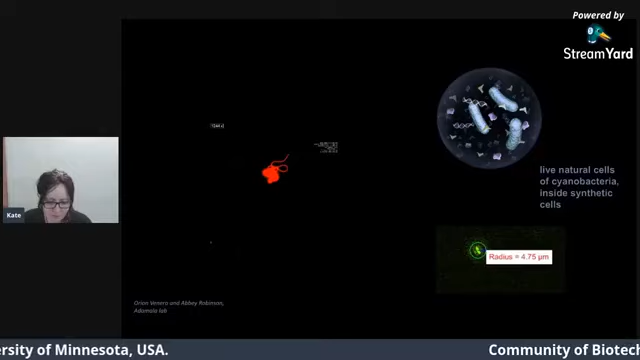 Powered by
StreamYard
live natural cells
of cyanobacteria,
inside synthetic
cells
Kate
Radius = 4.75 μm
Orion Venero and Abbey Robinson,
Adamala lab
ersity of Minnesota, USA.
Community of Biotech